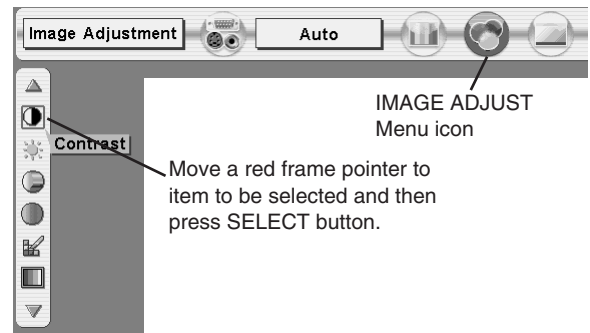 Image Adjustment
Auto
IMAGE ADJUST
Menu icon
Contrast
Move a red frame pointer to
item to be selected and then
press SELECT button.